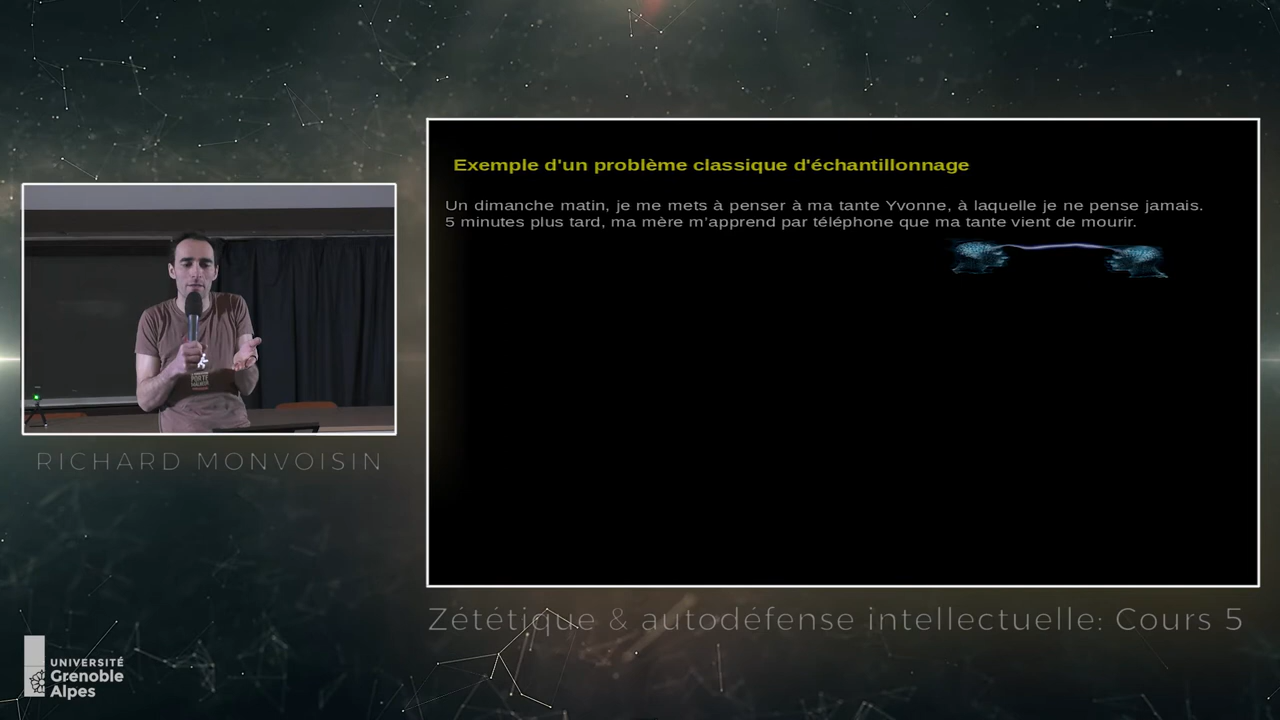 Exemple d'un problème classique d'échantillonnage
Un dimanche matin, je me mets à penser à ma tante Yvonne, à laquelle je ne pense jamais.
5 minutes plus tard, ma mère m'apprend par téléphone que ma tante vient de mourir.
PORTE
RICHARD MONVOISIN
Zététique & autodéfense intellectuelle: Cours 5
UNIVERSITÉ
Grenoble
Alpes